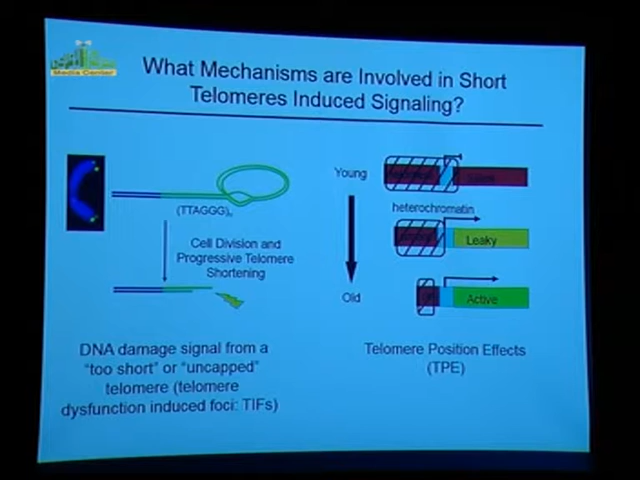 Media Center
What Mechanisms are Involved in Short
Telomeres Induced Signaling?
(TTAGGG)n
Cell Division and
Progressive Telomere
Shortening
DNA damage signal from a
“too short” or “uncapped”
telomere (telomere
dysfunction induced foci: TIFs)
Young
heterochromatin
Leaky
Old
Active
Telomere Position Effects
(TPE)